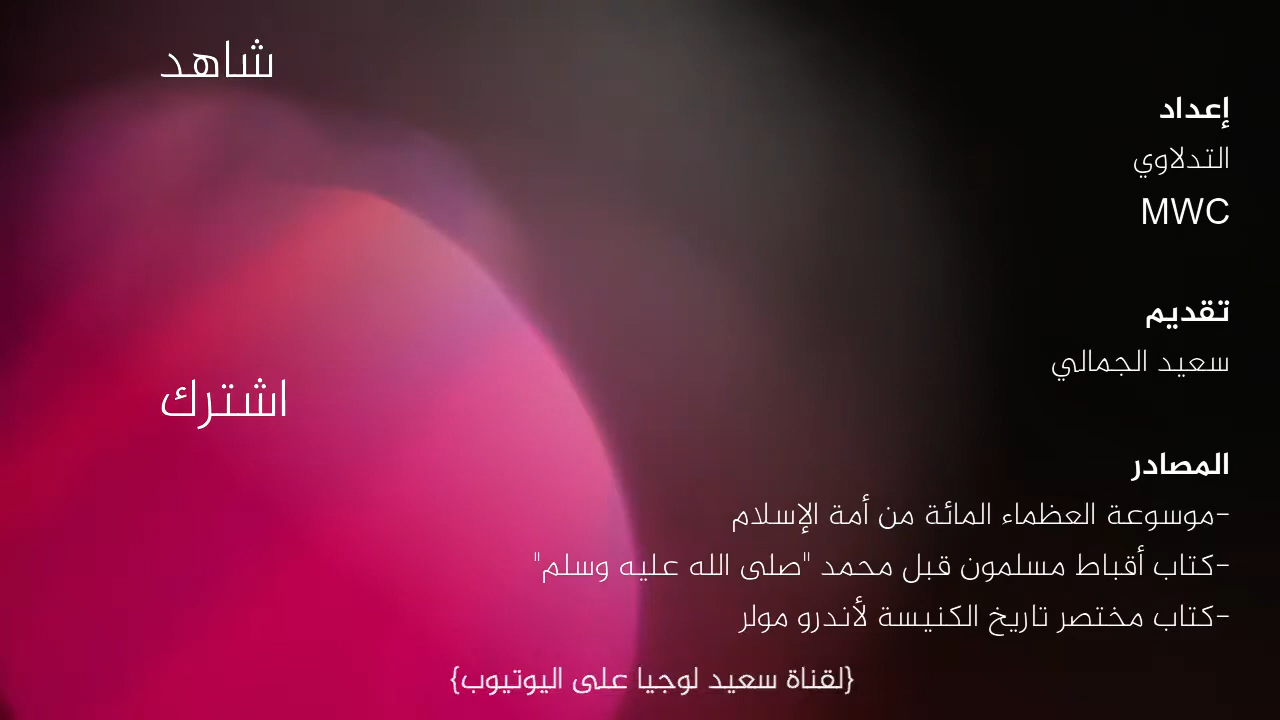 شاهد
إعداد
التدلاوي
MWC
تقديم
سعيد الجمالي
اشترك
المصادر
-موسوعة العظماء المائة من أمة الإسلام
-كتاب أقباط مسلمون قبل محمد "صلى الله عليه وسلم"
-كتاب مختصر تاريخ الكنيسة لأندرو مولر
{لقناة سعيد لوجيا على اليوتيوب}